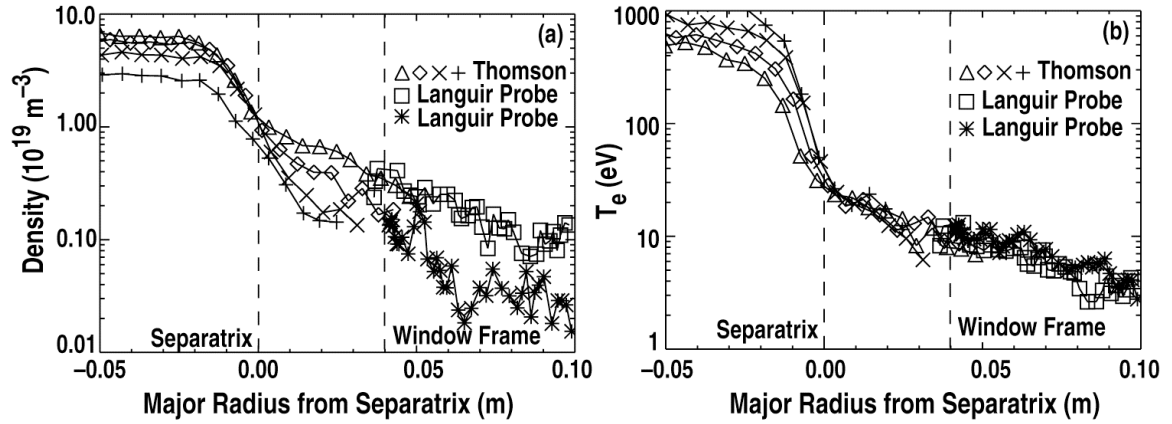 10.0
1.00
0.10
0.01
Density (10¹⁹ m⁻³)
(a)
Thomson
Languir Probe
Languir Probe
Separatrix
Window Frame
−0.05
0.00
0.05
0.10
Major Radius from Separatrix (m)
1000
100
10
1
Tₑ (eV)
(b)
Thomson
Languir Probe
Languir Probe
Separatrix
Window Frame
−0.05
0.00
0.05
0.10
Major Radius from Separatrix (m)